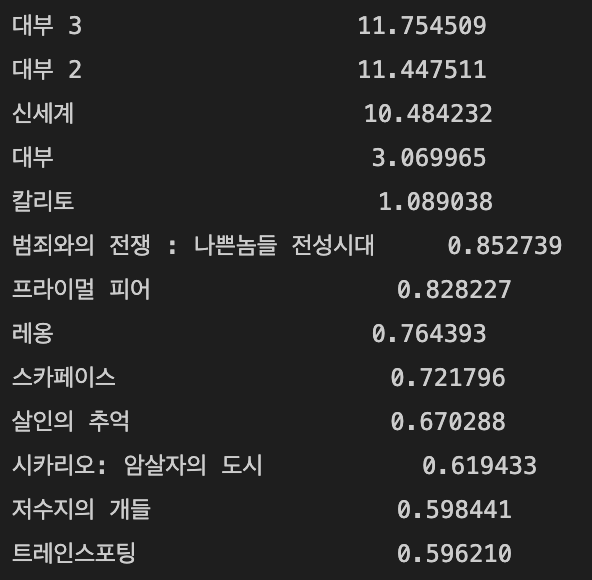 대부 3 11.754509
대부 2 11.447511
신세계 10.484232
대부 3.069965
칼리토 1.089038
범죄와의 전쟁 : 나쁜놈들 전성시대 0.852739
프라이멀 피어 0.828227
레옹 0.764393
스카페이스 0.721796
살인의 추억 0.670288
시카리오: 암살자의 도시 0.619433
저수지의 개들 0.598441
트레인스포팅 0.596210